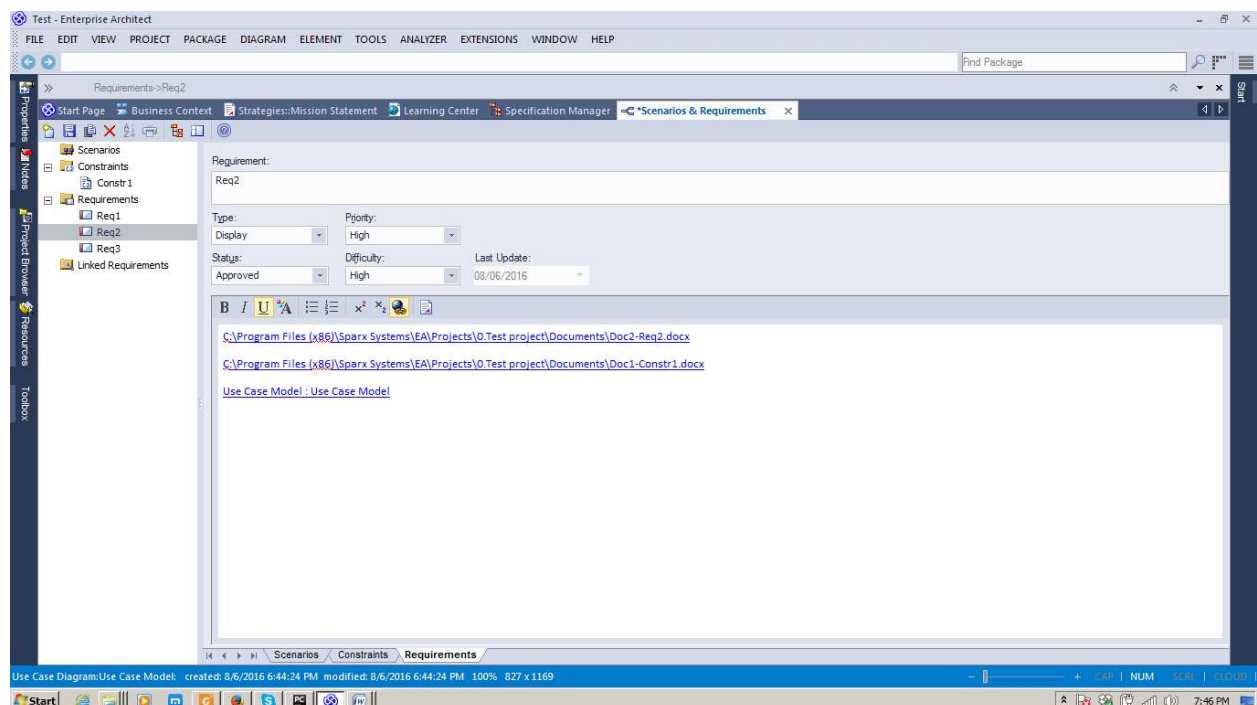 Test - Enterprise Architect
FILE EDIT VIEW PROJECT PACKAGE DIAGRAM ELEMENT TOOLS ANALYZER EXTENSIONS WINDOW HELP
Find Package
Requirements->Req2
Start Page Business Context Strategies::Mission Statement Learning Center Specification Manager *Scenarios & Requirements
Properties
Notes
Project Browser
Resources
Toolbox
Start
Scenarios
Constraints
Constr1
Requirements
Req1
Req2
Req3
Linked Requirements
Requirement:
Req2
Type: Priority:
Display High
Status: Difficulty: Last Update:
Approved High 08/06/2016
B I U A x² x₂
C:\Program Files (x86)\Sparx Systems\EA\Projects\0.Test project\Documents\Doc2-Req2.docx
C:\Program Files (x86)\Sparx Systems\EA\Projects\0.Test project\Documents\Doc1-Constr1.docx
Use Case Model : Use Case Model
Scenarios Constraints Requirements
Use Case Diagram:Use Case Model: created: 8/6/2016 6:44:24 PM modified: 8/6/2016 6:44:24 PM 100% 827 x 1169 CAP NUM SCRL CLOUD
Start 7:46 PM